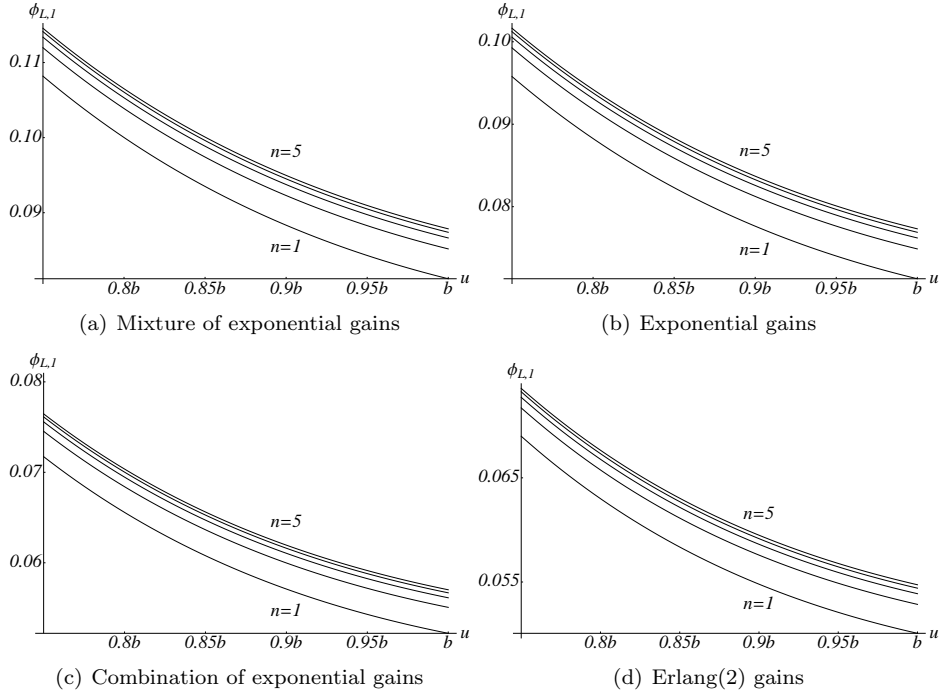 ϕL,1
0.11
0.10
0.09
n=5
n=1
0.8b 0.85b 0.9b 0.95b b u
(a) Mixture of exponential gains
ϕL,1
0.10
0.09
0.08
n=5
n=1
0.8b 0.85b 0.9b 0.95b b u
(b) Exponential gains
ϕL,1
0.08
0.07
0.06
n=5
n=1
0.8b 0.85b 0.9b 0.95b b u
(c) Combination of exponential gains
ϕL,1
0.065
0.055
n=5
n=1
0.8b 0.85b 0.9b 0.95b b u
(d) Erlang(2) gains